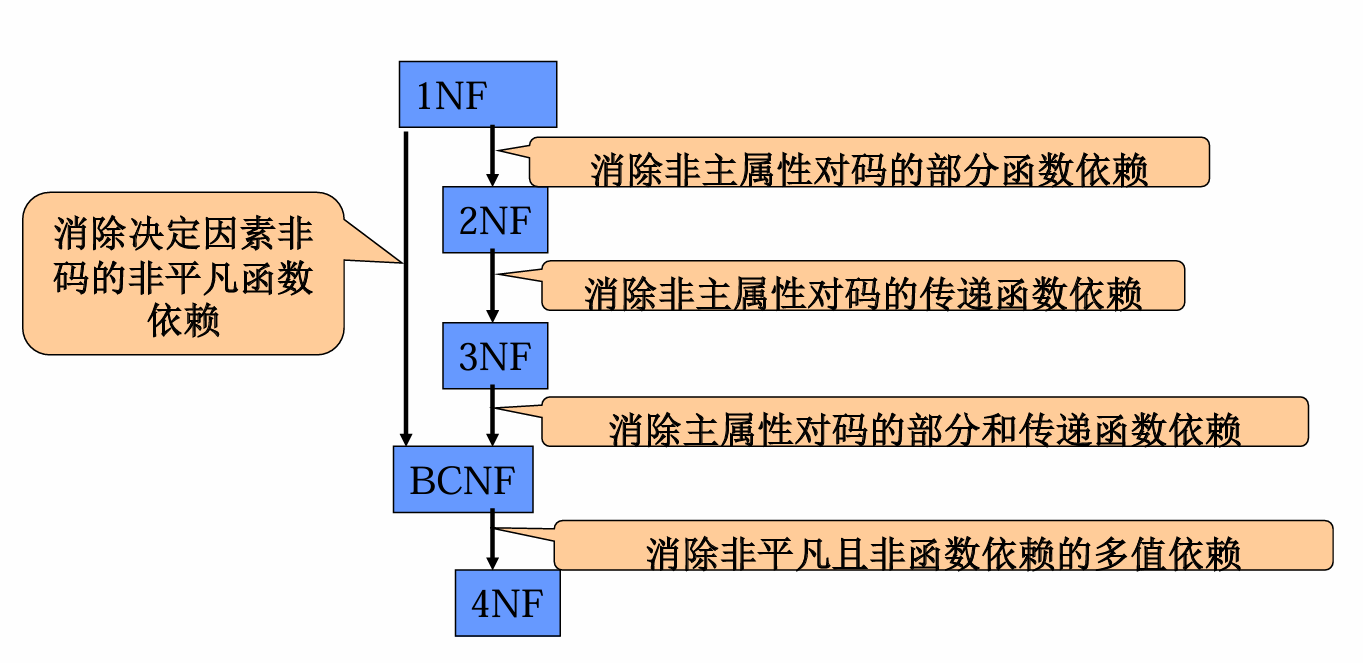 1NF
消除非主属性对码的部分函数依赖
消除决定因素非
码的非平凡函数
依赖
2NF
消除非主属性对码的传递函数依赖
3NF
消除主属性对码的部分和传递函数依赖
BCNF
消除非平凡且非函数依赖的多值依赖
4NF